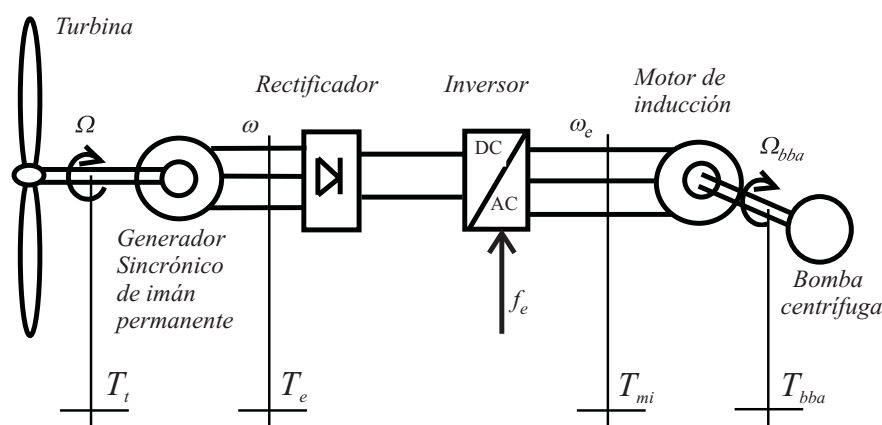 Turbina
Rectificador
Inversor
Motor de
inducción
Ω
ω
ω_e
Ω_bba
DC
AC
Generador
Sincrónico
de imán
permanente
f_e
Bomba
centrífuga
T_t
T_e
T_mi
T_bba